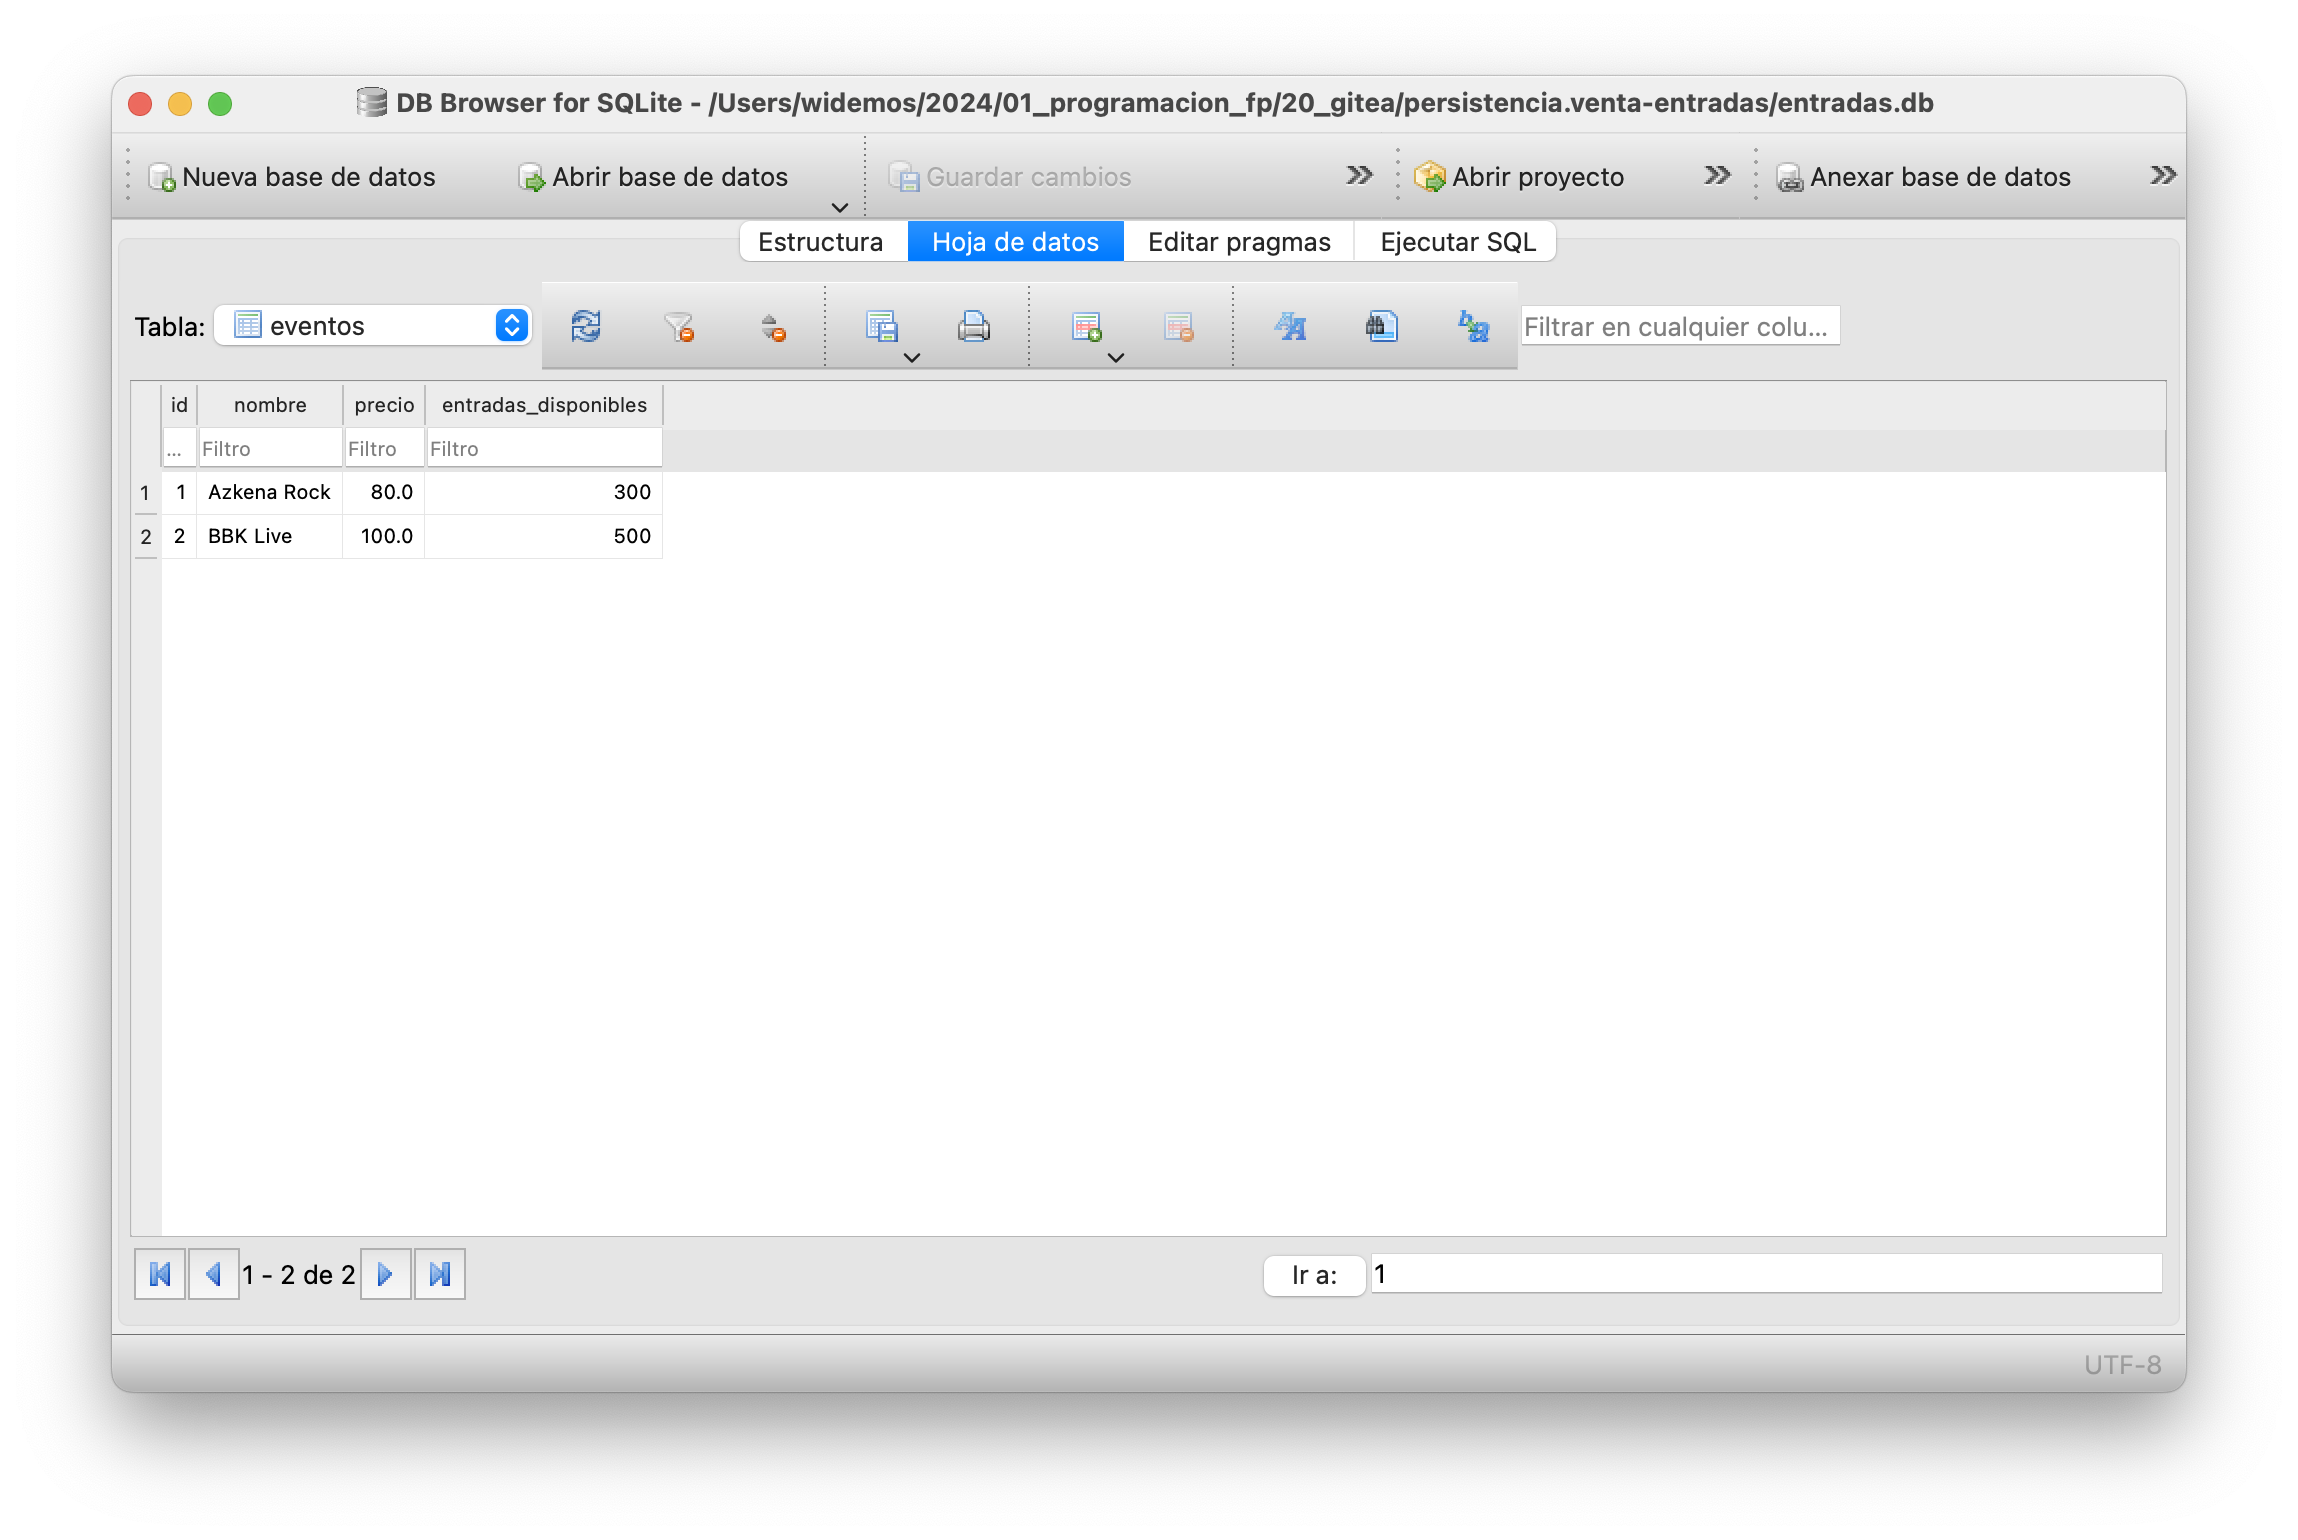 DB Browser for SQLite - /Users/widemos/2024/01_programacion_fp/20_gitea/persistencia.venta-entradas/entradas.db
Nueva base de datos Abrir base de datos Guardar cambios Abrir proyecto Anexar base de datos
Estructura Hoja de datos Editar pragmas Ejecutar SQL
Tabla: eventos Filtrar en cualquier colu...
id nombre precio entradas_disponibles
... Filtro Filtro Filtro
1 1 Azkena Rock 80.0 300
2 2 BBK Live 100.0 500
1 - 2 de 2 Ir a: 1
UTF-8